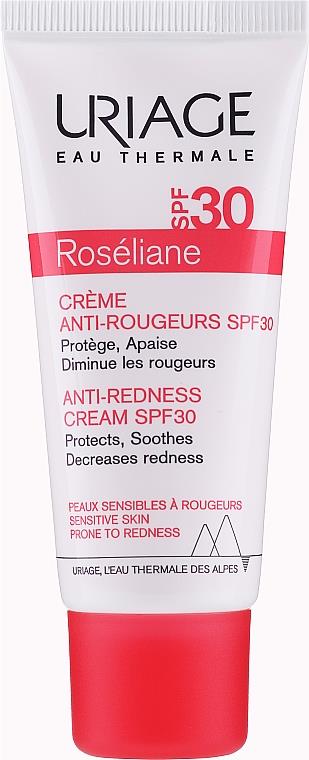 URIAGE
EAU THERMALE
SPF30
Roséliane
CRÈME
ANTI-ROUGEURS SPF30
Protège, Apaise
Diminue les rougeurs
ANTI-REDNESS
CREAM SPF30
Protects, Soothes
Decreases redness
PEAUX SENSIBLES À ROUGEURS
SENSITIVE SKIN
PRONE TO REDNESS
URIAGE, L'EAU THERMALE DES ALPES